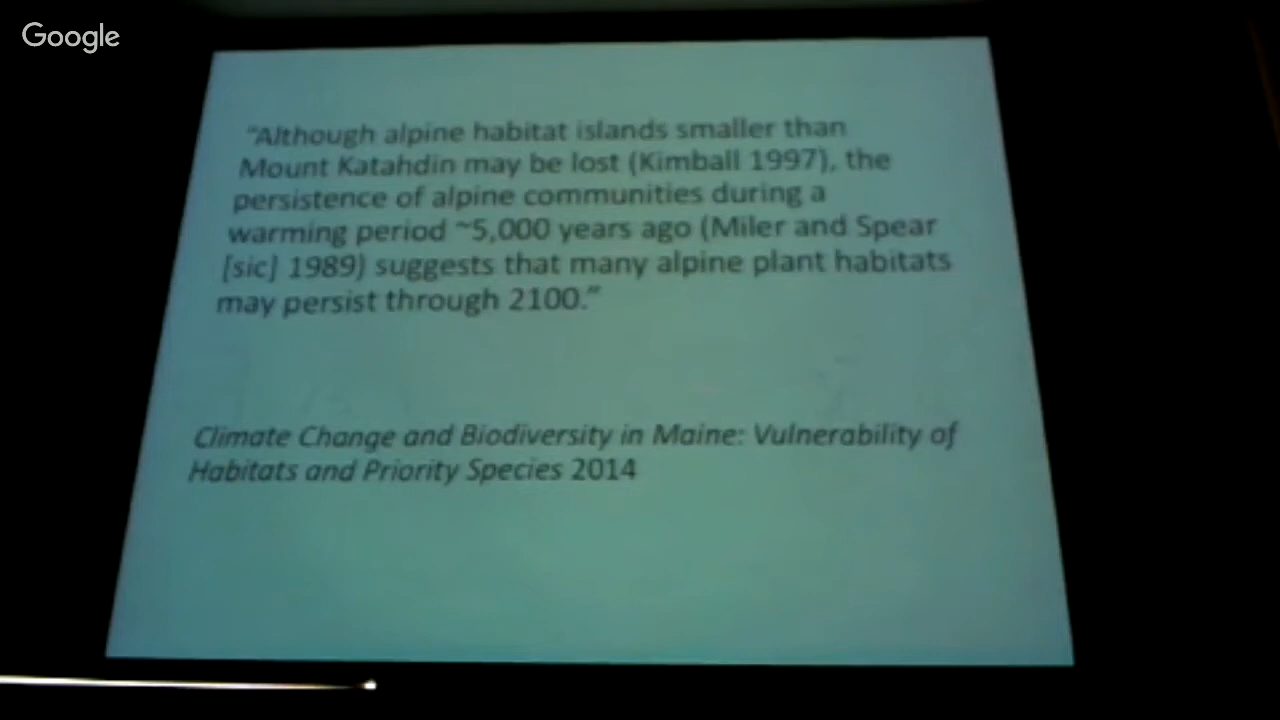 Google
"Although alpine habitat islands smaller than
Mount Katahdin may be lost (Kimball 1997), the
persistence of alpine communities during a
warming period ~5,000 years ago (Miler and Spear
[sic] 1989) suggests that many alpine plant habitats
may persist through 2100."
Climate Change and Biodiversity in Maine: Vulnerability of
Habitats and Priority Species 2014